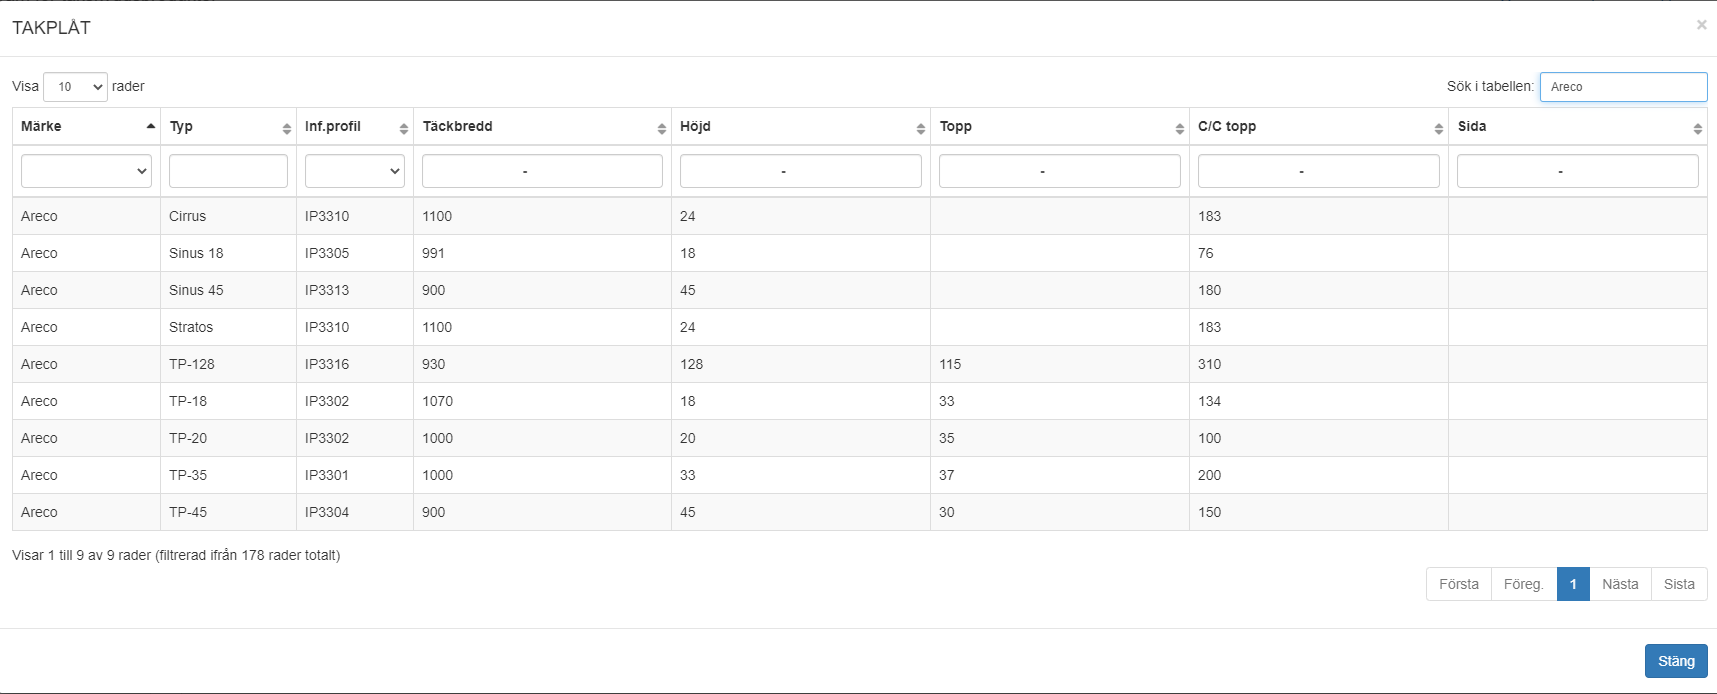 TAKPLÅT ×
Visa 10 rader Sök i tabellen: Areco
Märke Typ Inf.profil Täckbredd Höjd Topp C/C topp Sida
- - - - -
Areco Cirrus IP3310 1100 24 183
Areco Sinus 18 IP3305 991 18 76
Areco Sinus 45 IP3313 900 45 180
Areco Stratos IP3310 1100 24 183
Areco TP-128 IP3316 930 128 115 310
Areco TP-18 IP3302 1070 18 33 134
Areco TP-20 IP3302 1000 20 35 100
Areco TP-35 IP3301 1000 33 37 200
Areco TP-45 IP3304 900 45 30 150
Visar 1 till 9 av 9 rader (filtrerad ifrån 178 rader totalt)
Första Föreg. 1 Nästa Sista
Stäng